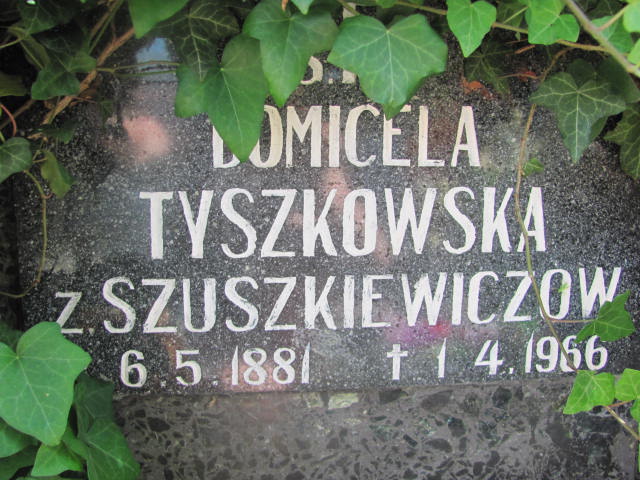 DOMICELA
TYSZKOWSKA
z. SZUSZKIEWICZÓW
6.5.1881 † 1 4.1966